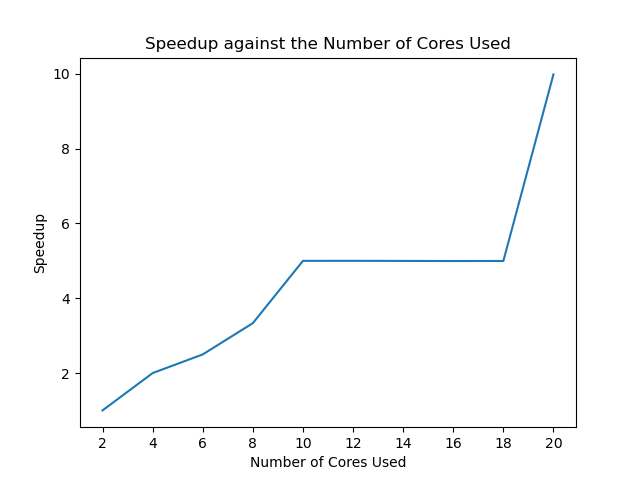 Speedup against the Number of Cores Used
10
8
6
4
2
Speedup
2 4 6 8 10 12 14 16 18 20
Number of Cores Used